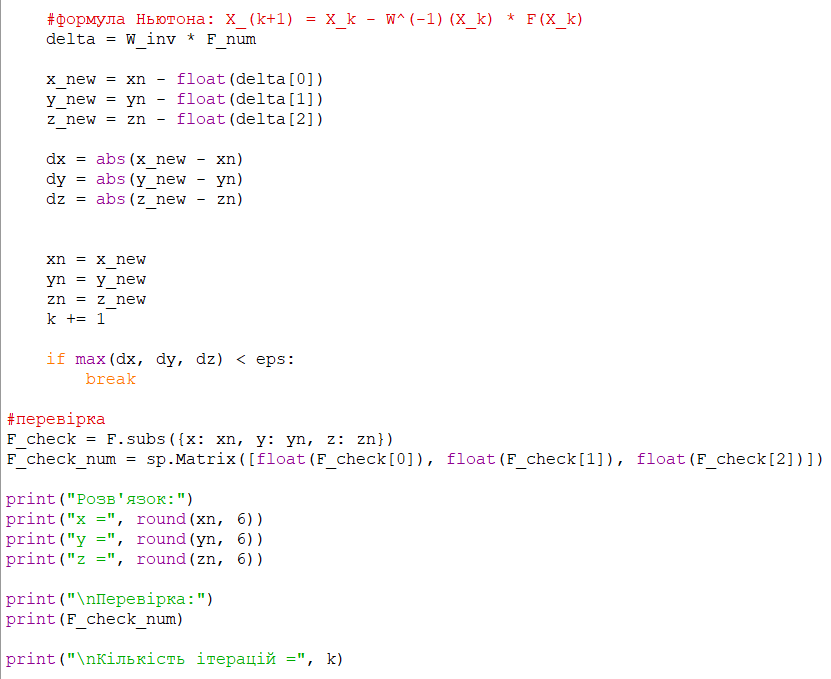 #формула Ньютона: X_(k+1) = X_k - W^(-1)(X_k) * F(X_k)
delta = W_inv * F_num
x_new = xn - float(delta[0])
y_new = yn - float(delta[1])
z_new = zn - float(delta[2])
dx = abs(x_new - xn)
dy = abs(y_new - yn)
dz = abs(z_new - zn)
xn = x_new
yn = y_new
zn = z_new
k += 1
if max(dx, dy, dz) < eps:
break
#перевірка
F_check = F.subs({x: xn, y: yn, z: zn})
F_check_num = sp.Matrix([float(F_check[0]), float(F_check[1]), float(F_check[2])])
print("Розв'язок:")
print("x =", round(xn, 6))
print("y =", round(yn, 6))
print("z =", round(zn, 6))
print("\nПеревірка:")
print(F_check_num)
print("\nКількість ітерацій =", k)